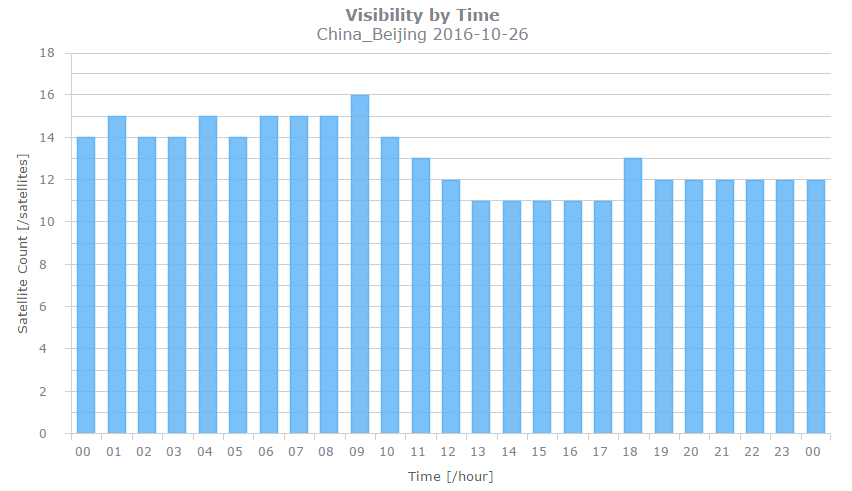 Visibility by Time
China_Beijing 2016-10-26
Satellite Count [/satellites]
18
16
14
12
10
8
6
4
2
0
00 01 02 03 04 05 06 07 08 09 10 11 12 13 14 15 16 17 18 19 20 21 22 23 00
Time [/hour]